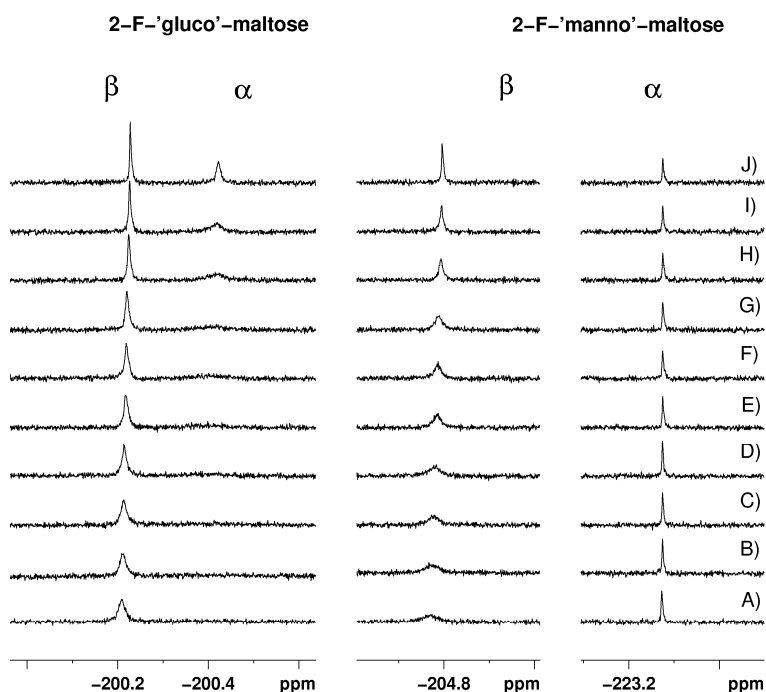 2–F–'gluco'–maltose
2–F–'manno'–maltose
β α β α
J)
I)
H)
G)
F)
E)
D)
C)
B)
A)
–200.2 –200.4 ppm –204.8 ppm –223.2 ppm